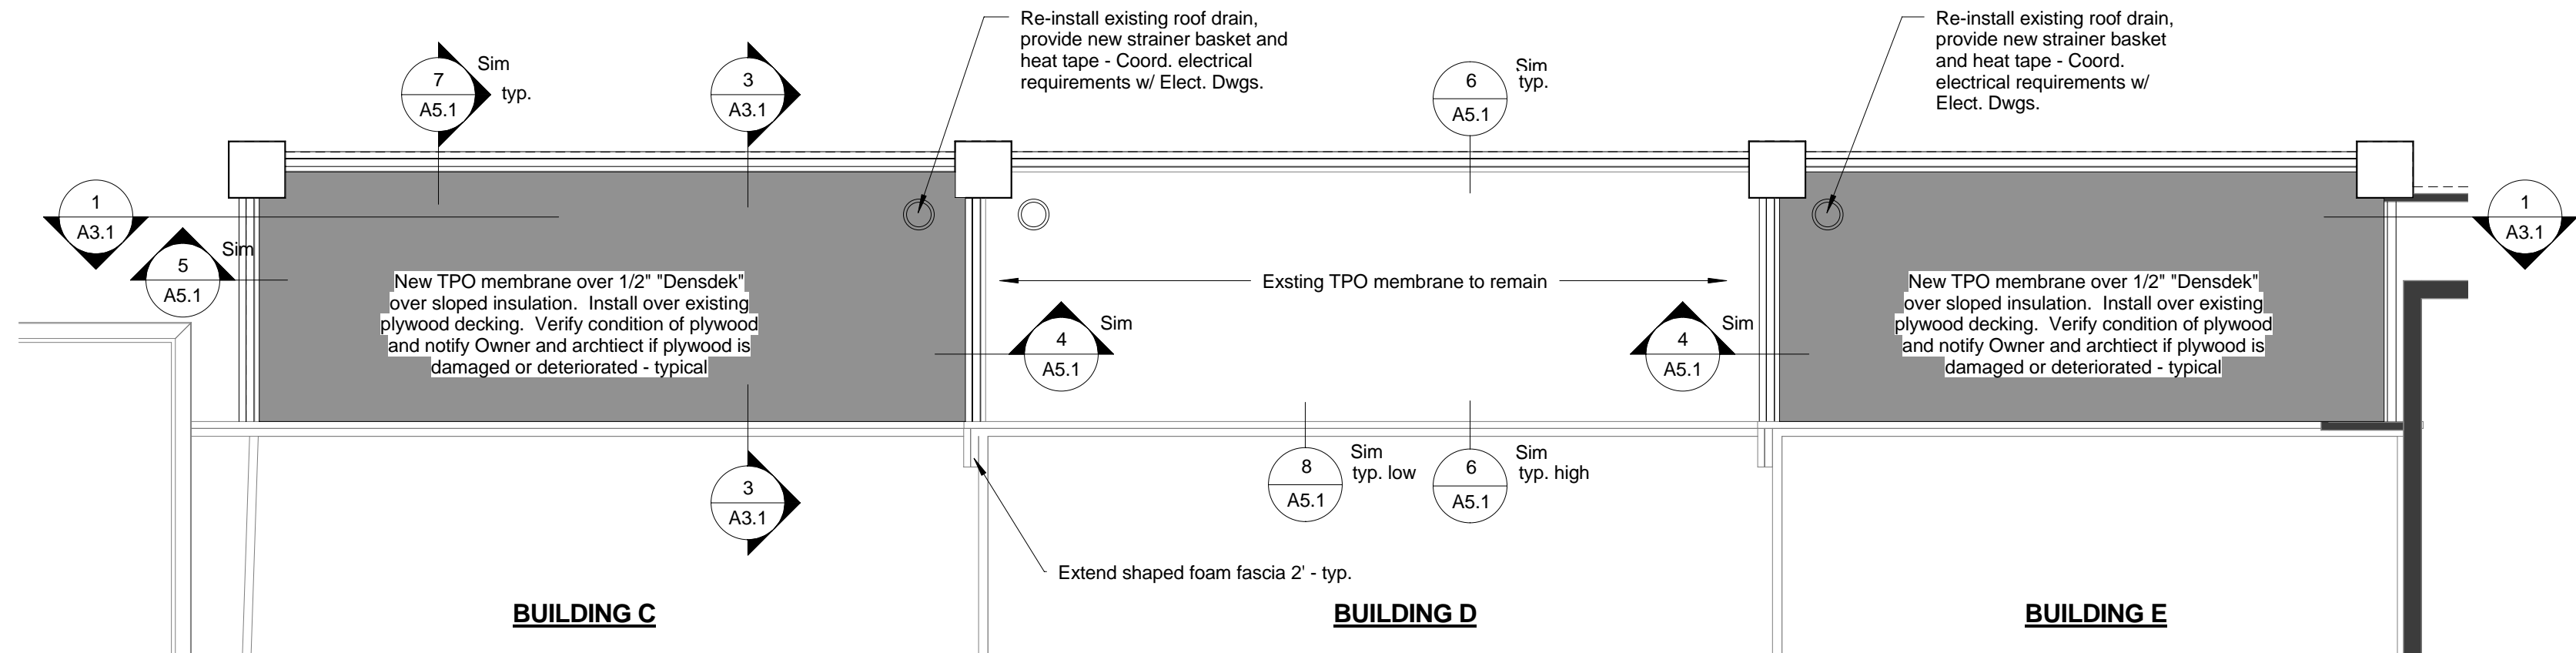 Re-install existing roof drain,
provide new strainer basket and
heat tape - Coord. electrical
requirements w/ Elect. Dwgs.
Re-install existing roof drain,
provide new strainer basket
and heat tape - Coord.
electrical requirements w/
Elect. Dwgs.
7
A5.1
Sim
typ.
3
A3.1
6
A5.1
Sim
typ.
1
A3.1
5
A5.1
Sim
New TPO membrane over 1/2" "Densdek"
over sloped insulation.  Install over existing
plywood decking.  Verify condition of plywood
and notify Owner and archtiect if plywood is
damaged or deteriorated - typical
Exsting TPO membrane to remain
4
A5.1
Sim
4
A5.1
Sim
New TPO membrane over 1/2" "Densdek"
over sloped insulation.  Install over existing
plywood decking.  Verify condition of plywood
and notify Owner and archtiect if plywood is
damaged or deteriorated - typical
1
A3.1
3
A3.1
8
A5.1
Sim
typ. low
6
A5.1
Sim
typ. high
Extend shaped foam fascia 2' - typ.
BUILDING C
BUILDING D
BUILDING E